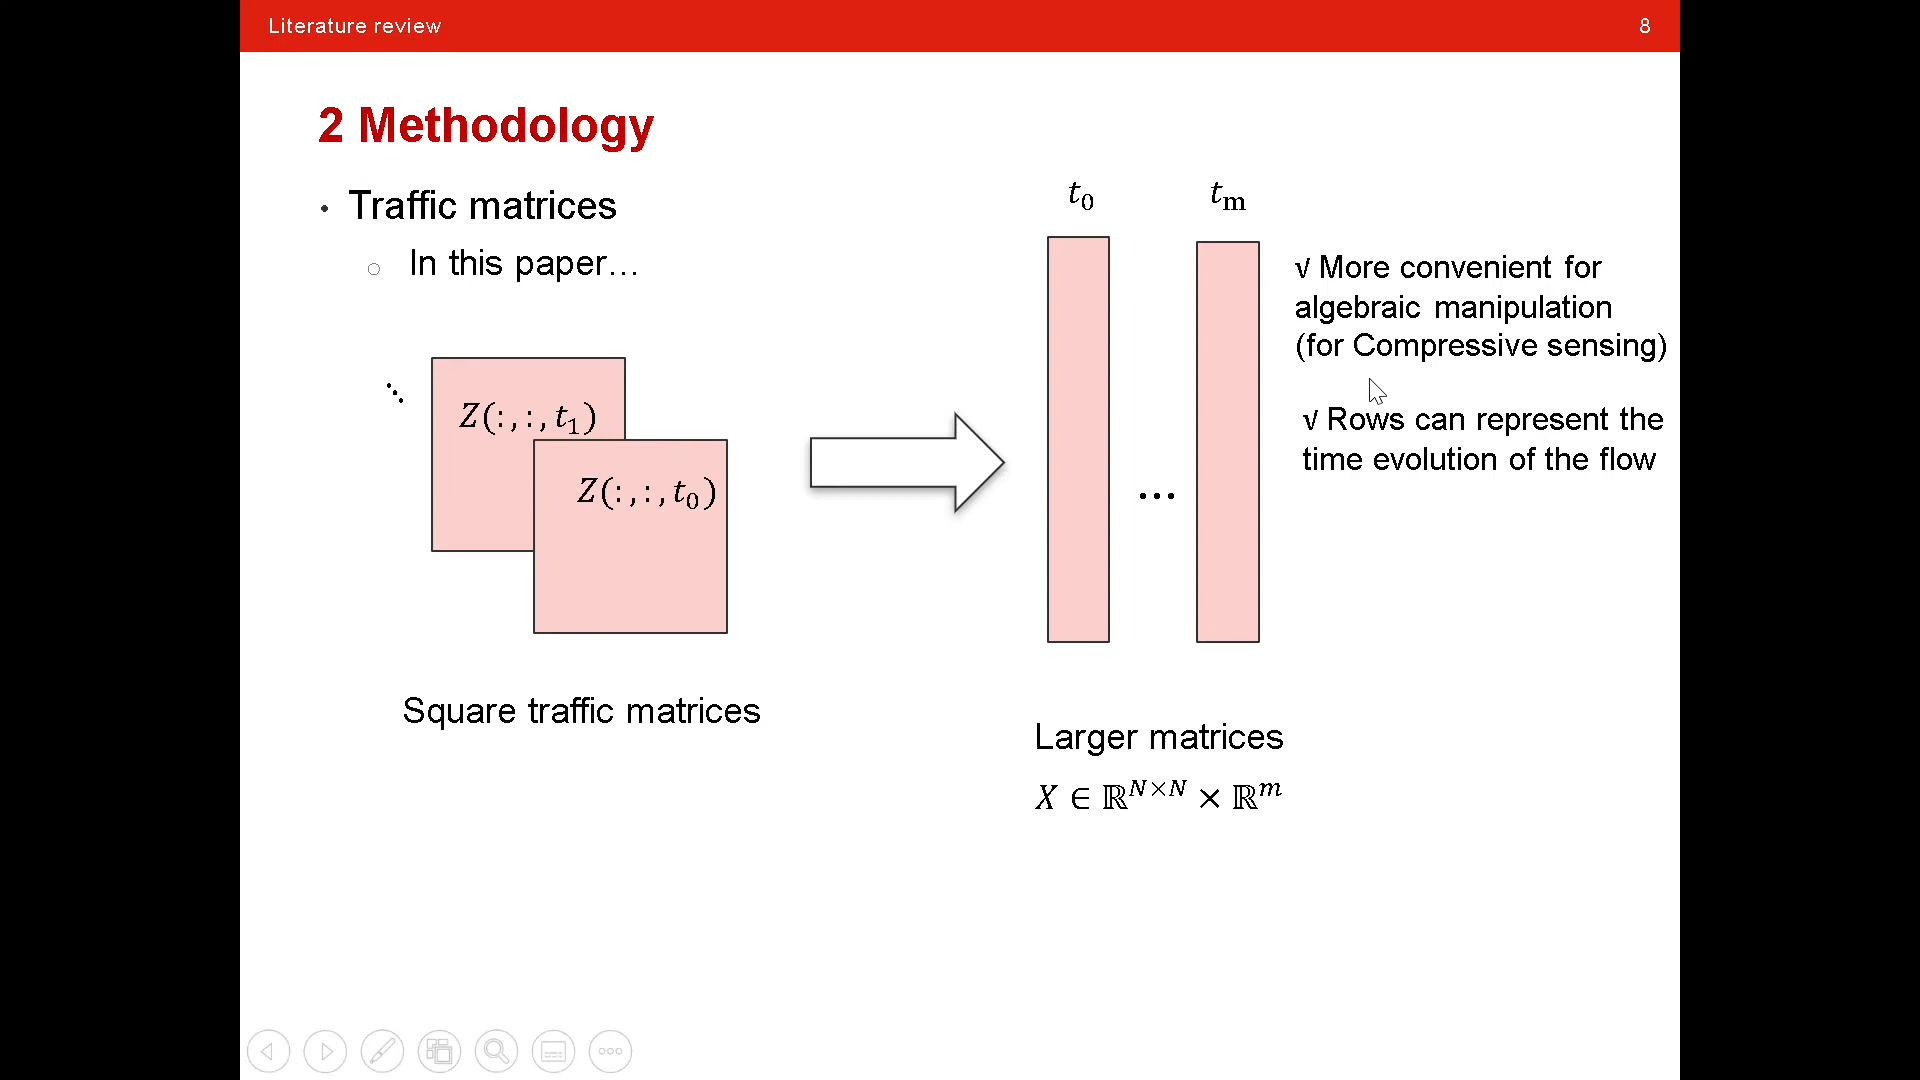 Literature review
8
2 Methodology
• Traffic matrices
○ In this paper…
⋱
Z(:,:,t₁)
Z(:,:,t₀)
Square traffic matrices
t₀
tₘ
…
√ More convenient for
algebraic manipulation
(for Compressive sensing)
√ Rows can represent the
time evolution of the flow
Larger matrices
X ∈ ℝᴺˣᴺ × ℝᵐ